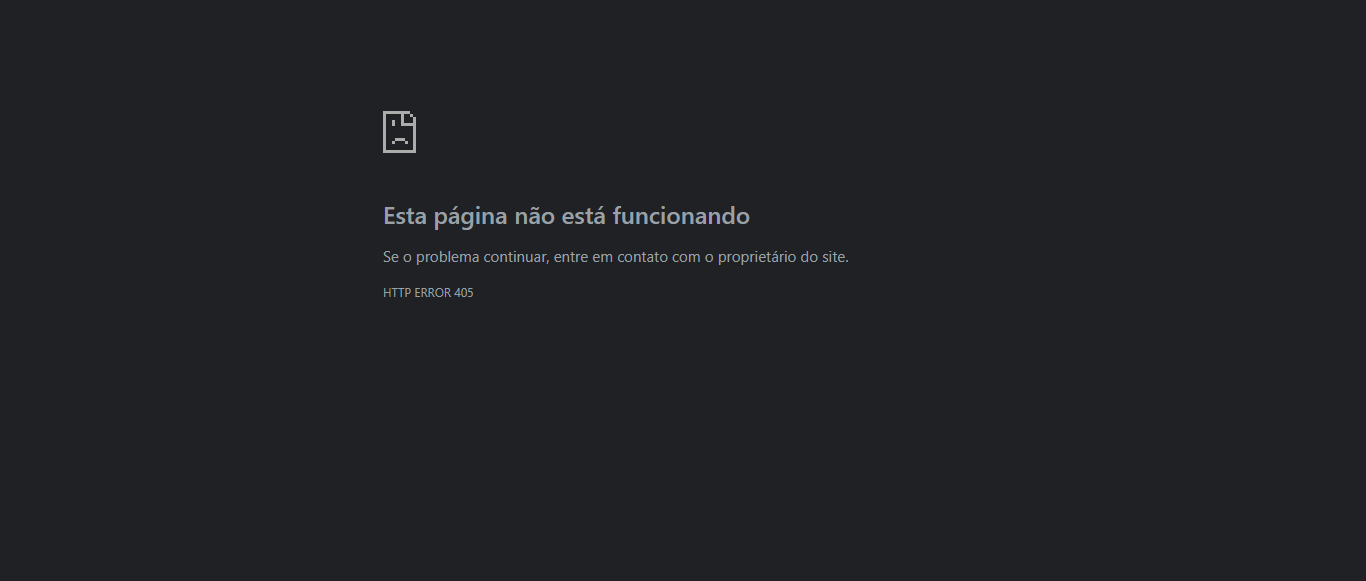 Esta página não está funcionando
Se o problema continuar, entre em contato com o proprietário do site.
HTTP ERROR 405